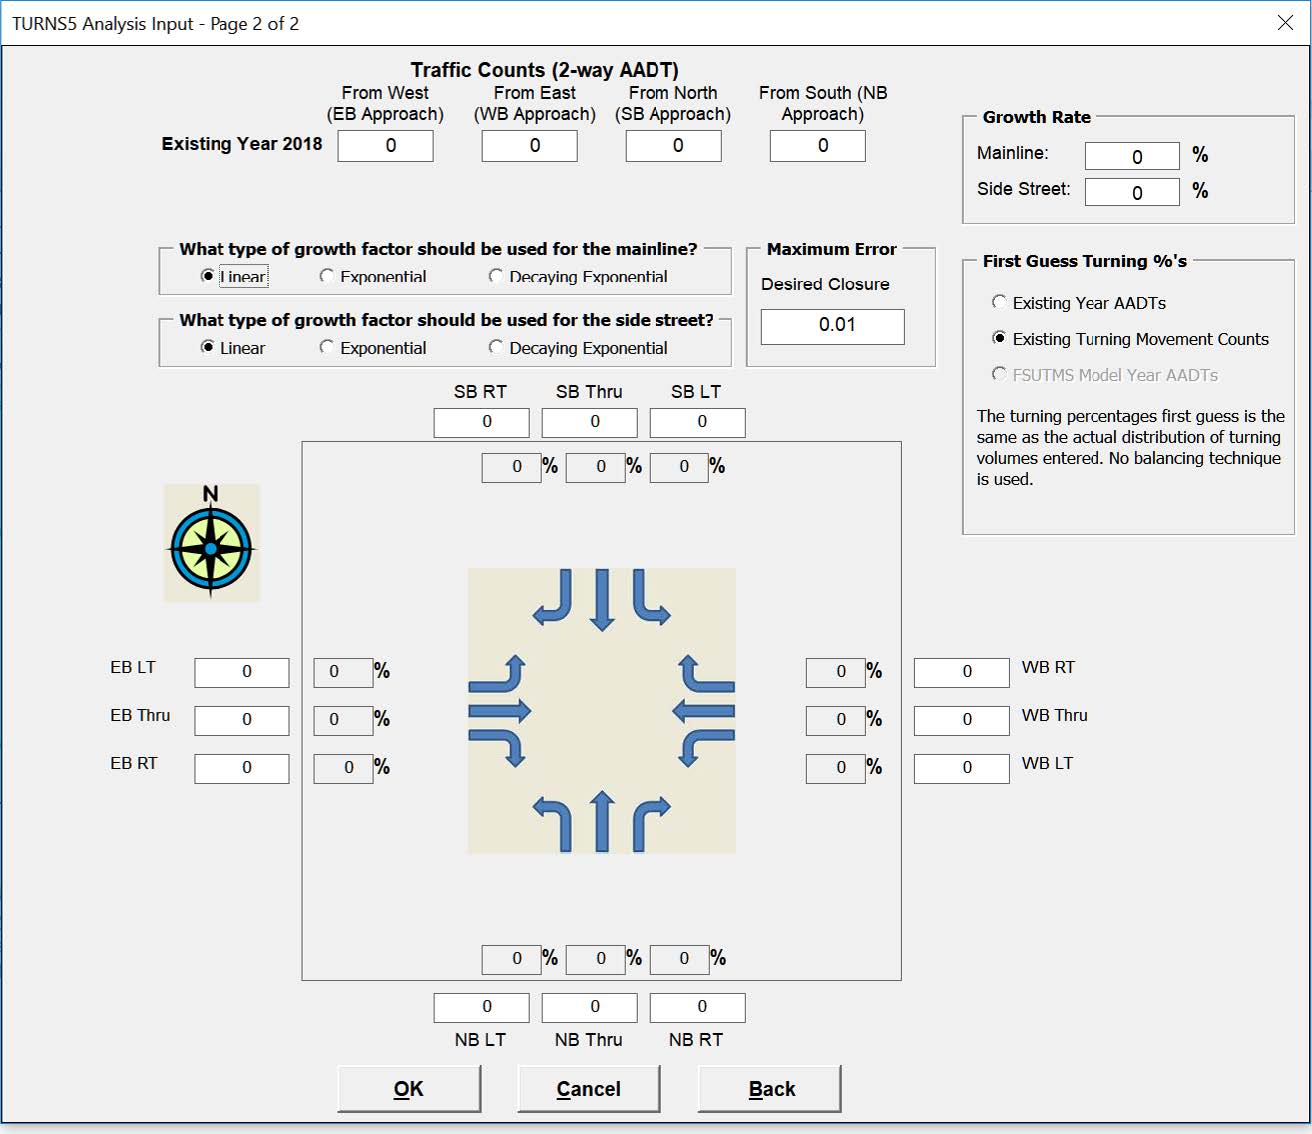 TURNS5 Analysis Input - Page 2 of 2
Traffic Counts (2-way AADT)
From West From East From North From South (NB
(EB Approach) (WB Approach) (SB Approach) Approach)
Existing Year 2018 0 0 0 0
Growth Rate
Mainline: 0 %
Side Street: 0 %
What type of growth factor should be used for the mainline?
Linear Exponential Decaying Exponential
What type of growth factor should be used for the side street?
Linear Exponential Decaying Exponential
Maximum Error
Desired Closure
0.01
First Guess Turning %'s
Existing Year AADTs
Existing Turning Movement Counts
FSUTMS Model Year AADTs
The turning percentages first guess is the
same as the actual distribution of turning
volumes entered. No balancing technique
is used.
SB RT SB Thru SB LT
0 0 0
0 % 0 % 0 %
N
EB LT 0 0 % 0 % 0 WB RT
EB Thru 0 0 % 0 % 0 WB Thru
EB RT 0 0 % 0 % 0 WB LT
0 % 0 % 0 %
0 0 0
NB LT NB Thru NB RT
OK Cancel Back